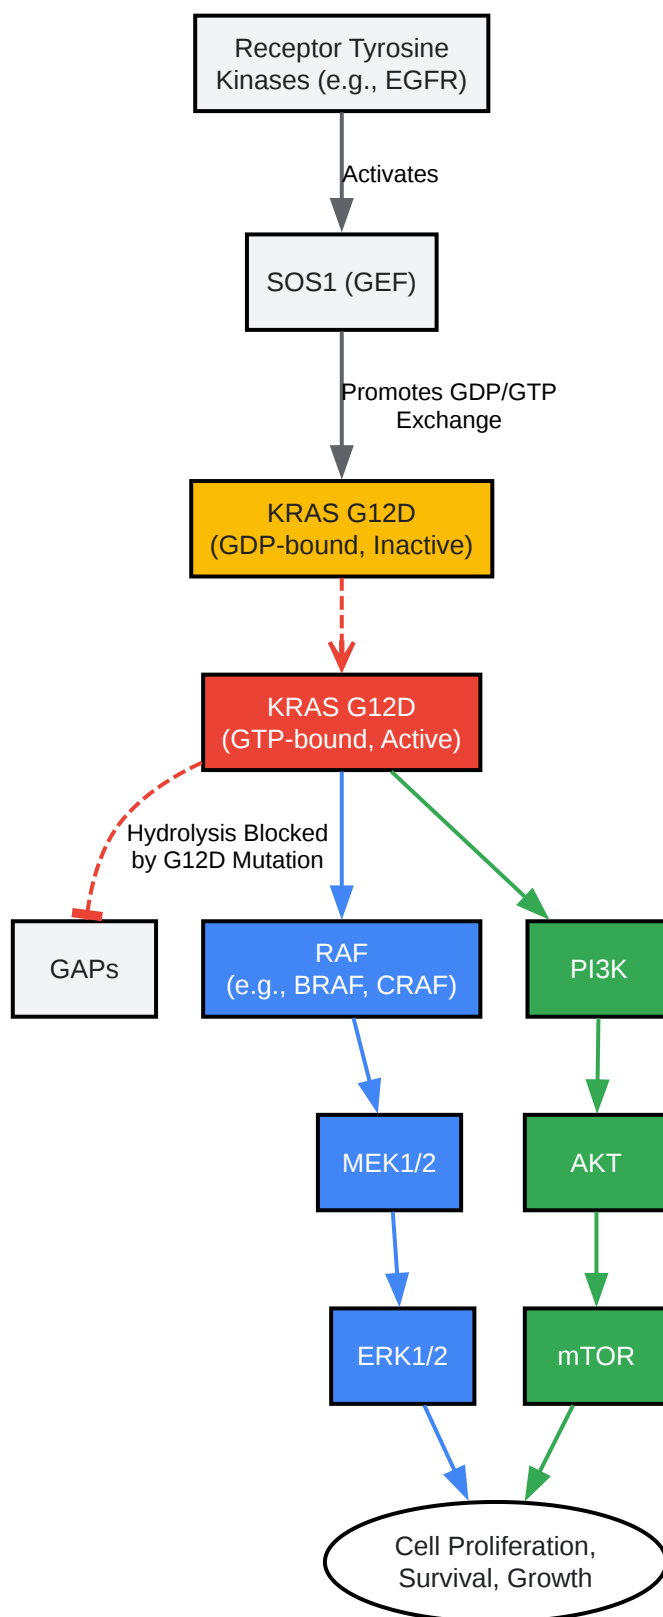 Receptor Tyrosine
Kinases (e.g., EGFR)
Activates
SOS1 (GEF)
Promotes GDP/GTP
Exchange
KRAS G12D
(GDP-bound, Inactive)
KRAS G12D
(GTP-bound, Active)
Hydrolysis Blocked
by G12D Mutation
GAPs
RAF
(e.g., BRAF, CRAF)
PI3K
MEK1/2
AKT
ERK1/2
mTOR
Cell Proliferation,
Survival, Growth